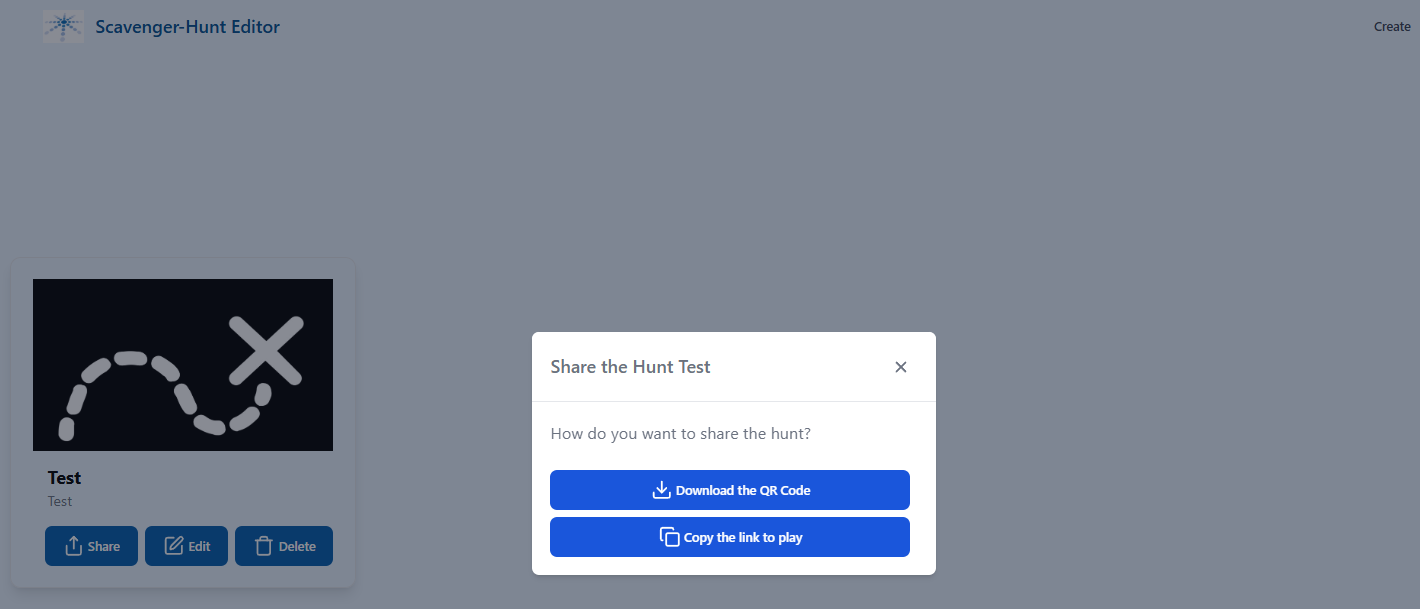 Scavenger-Hunt Editor
Create
Share the Hunt Test
How do you want to share the hunt?
Download the QR Code
Copy the link to play
Test
Test
Share Edit Delete